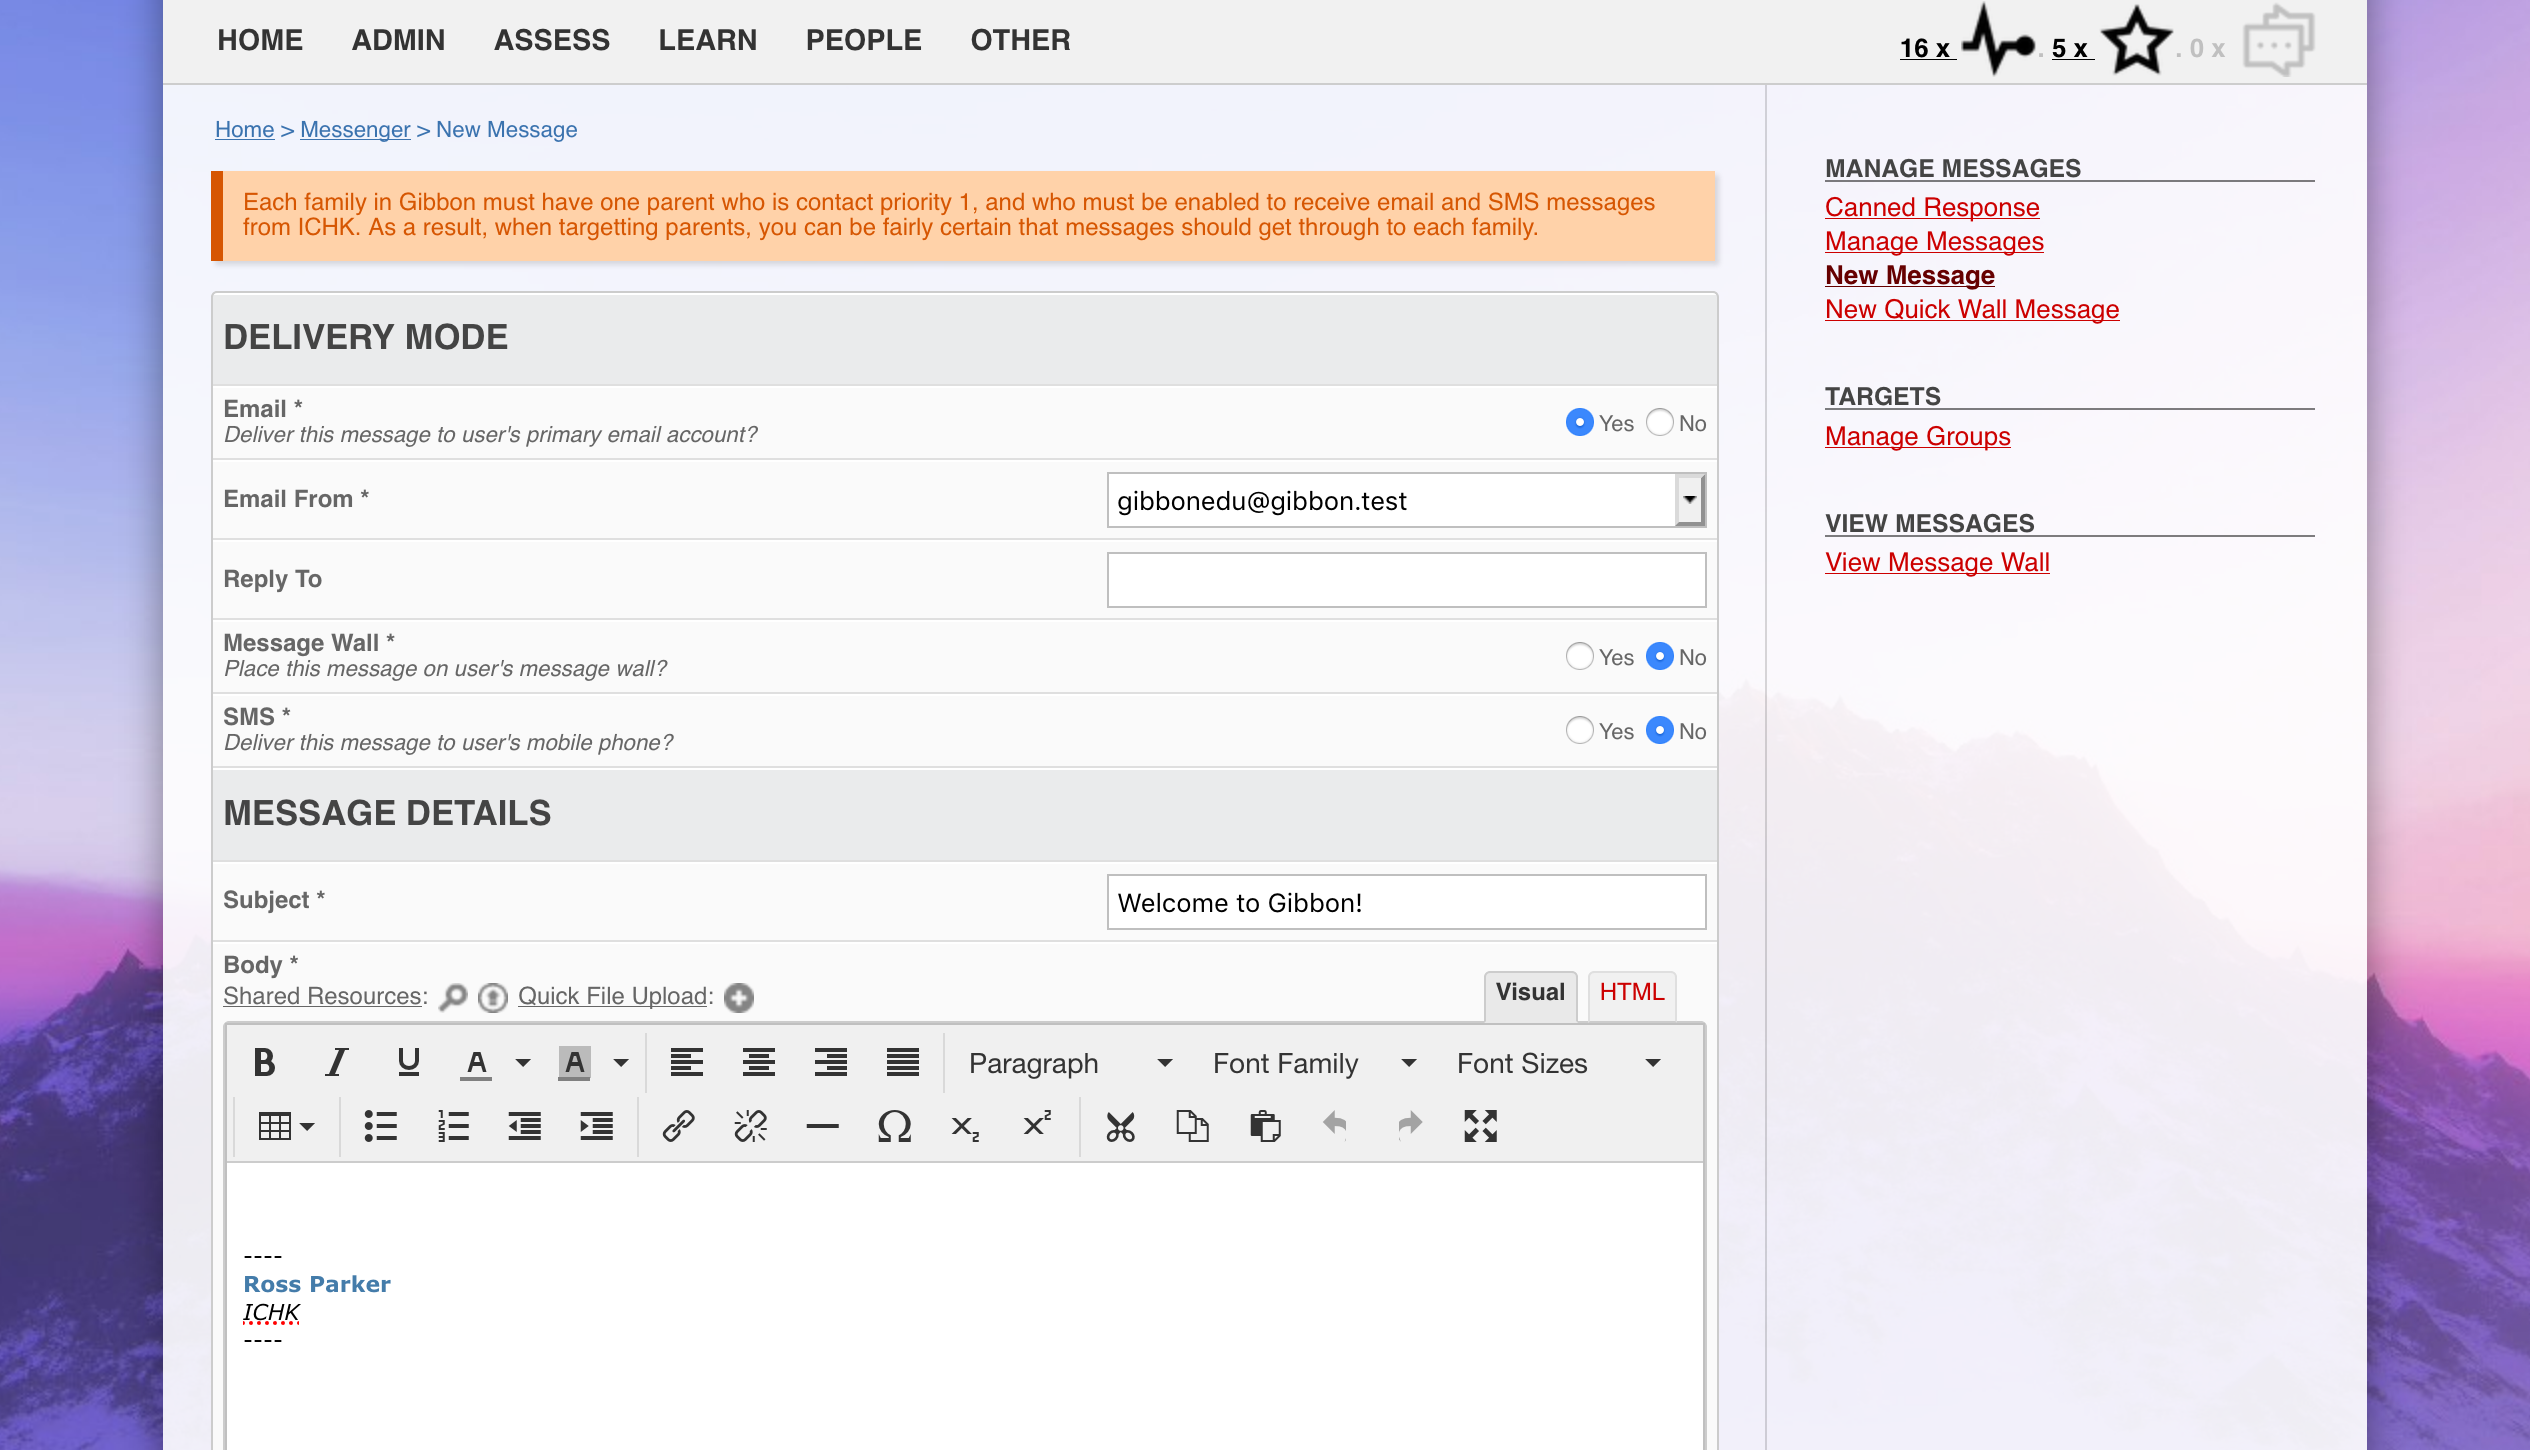 HOME ADMIN ASSESS LEARN PEOPLE OTHER
16 x . 5 x . 0 x
Home > Messenger > New Message
Each family in Gibbon must have one parent who is contact priority 1, and who must be enabled to receive email and SMS messages
from ICHK. As a result, when targetting parents, you can be fairly certain that messages should get through to each family.
DELIVERY MODE
Email *
Deliver this message to user's primary email account?
Yes No
Email From *
gibbonedu@gibbon.test
Reply To
Message Wall *
Place this message on user's message wall?
Yes No
SMS *
Deliver this message to user's mobile phone?
Yes No
MESSAGE DETAILS
Subject *
Welcome to Gibbon!
Body *
Shared Resources: Quick File Upload:
Visual HTML
B I U A A Paragraph Font Family Font Sizes
Ω x₂ x²
----
Ross Parker
ICHK
----
MANAGE MESSAGES
Canned Response
Manage Messages
New Message
New Quick Wall Message
TARGETS
Manage Groups
VIEW MESSAGES
View Message Wall